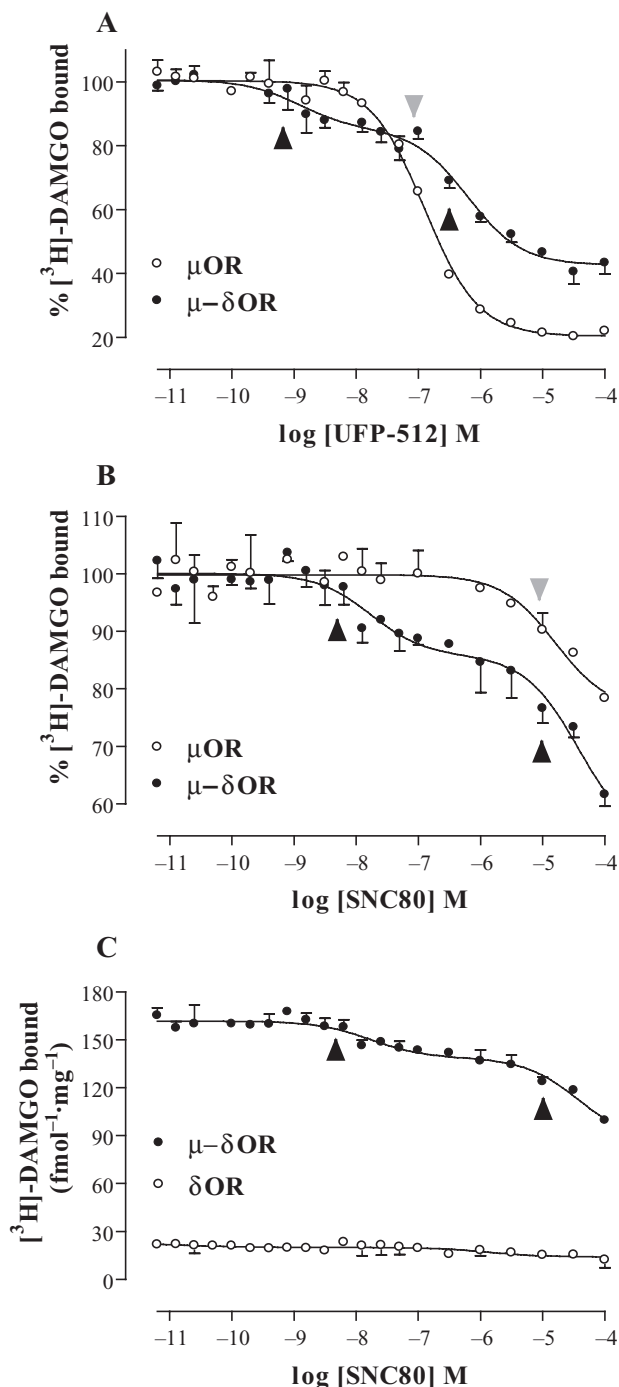 A
% [³H]-DAMGO bound
100
80
60
40
20
μOR
μ–δOR
–11 –10 –9 –8 –7 –6 –5 –4
log [UFP-512] M
B
% [³H]-DAMGO bound
110
100
90
80
70
60
μOR
μ–δOR
–11 –10 –9 –8 –7 –6 –5 –4
log [SNC80] M
C
[³H]-DAMGO bound
(fmol⁻¹·mg⁻¹)
180
150
120
90
60
30
0
μ–δOR
δOR
–11 –10 –9 –8 –7 –6 –5 –4
log [SNC80] M